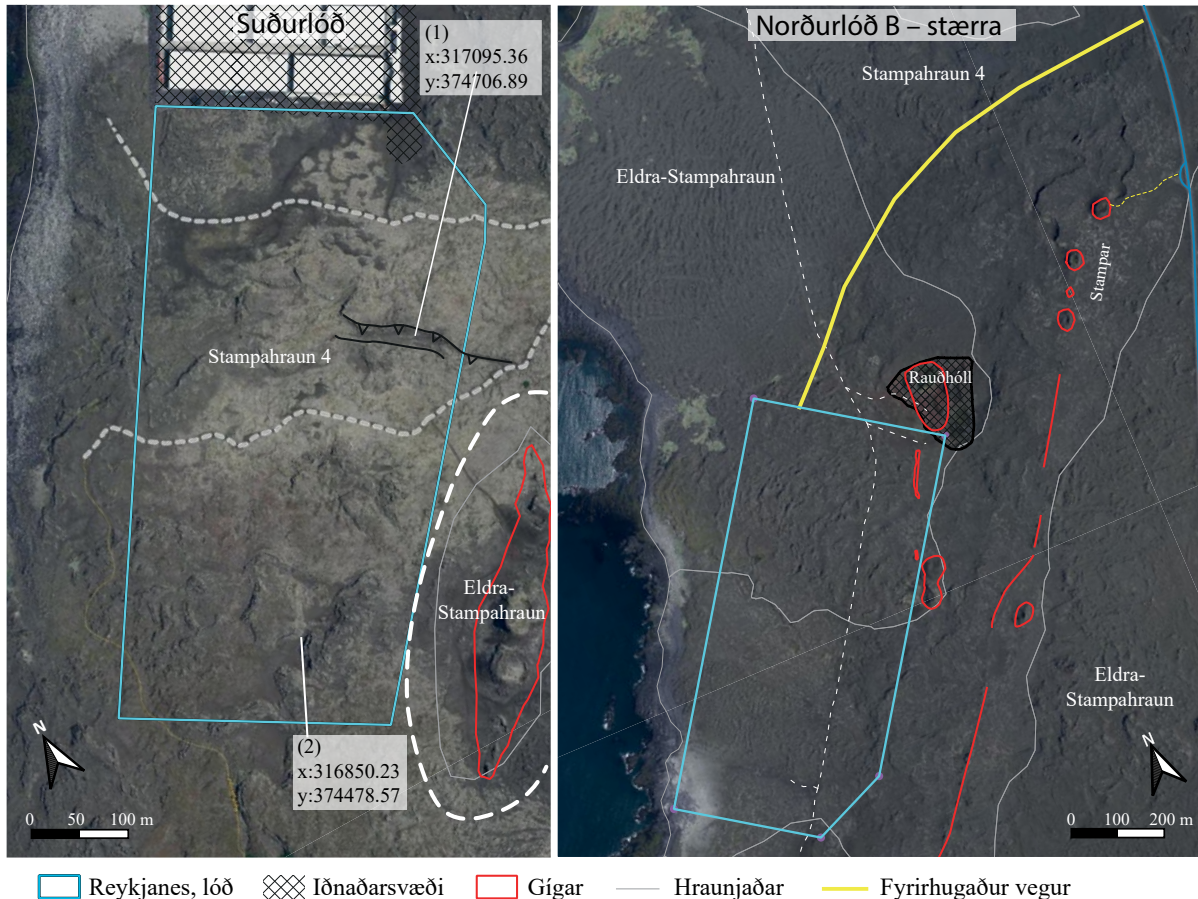 Suðurlóð
(1)
x:317095.36
y:374706.89
Stampahraun 4
Eldra-
Stampahraun
(2)
x:316850.23
y:374478.57
N
0 50 100 m
Norðurlóð B – stærra
Stampahraun 4
Eldra-Stampahraun
Stampar
Rauðhóll
Eldra-
Stampahraun
N
0 100 200 m
Reykjanes, lóð Iðnaðarsvæði Gígar Hraunjaðar Fyrirhugaður vegur